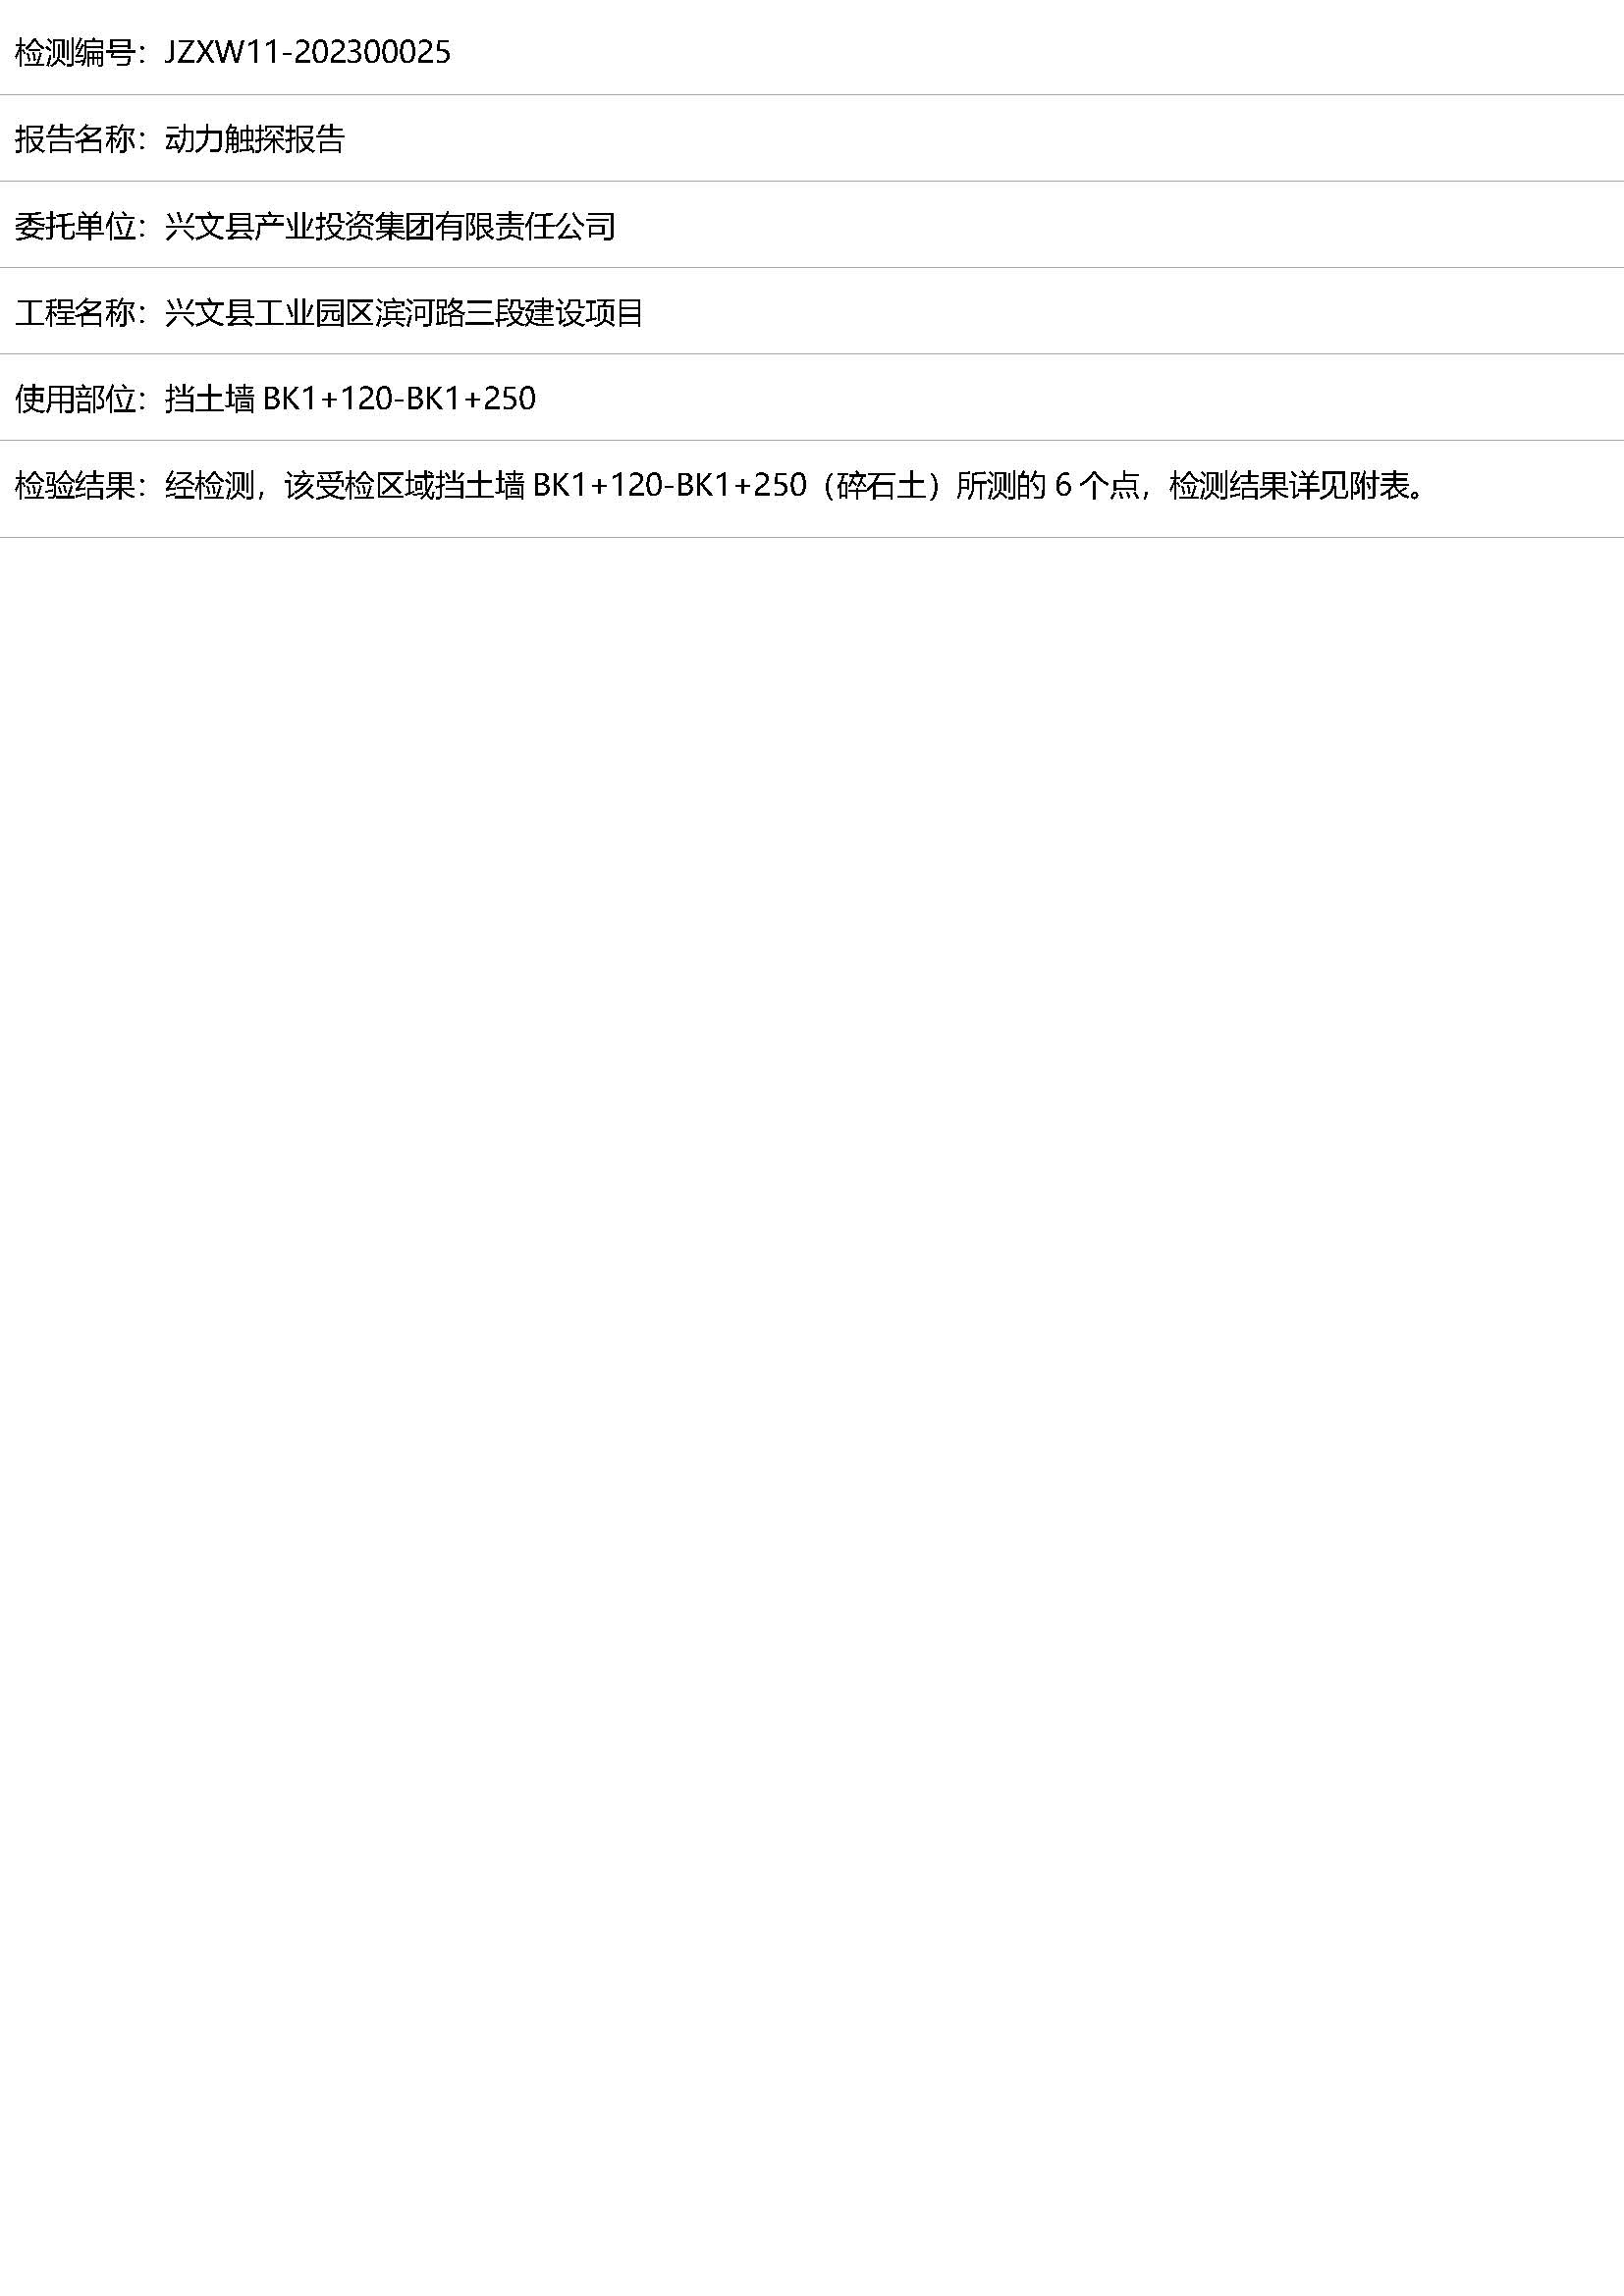 检测编号：JZXW11-202300025
报告名称：动力触探报告
委托单位：兴文县产业投资集团有限责任公司
工程名称：兴文县工业园区滨河路三段建设项目
使用部位：挡土墙 BK1+120-BK1+250
检验结果：经检测，该受检区域挡土墙 BK1+120-BK1+250（碎石土）所测的 6 个点，检测结果详见附表。